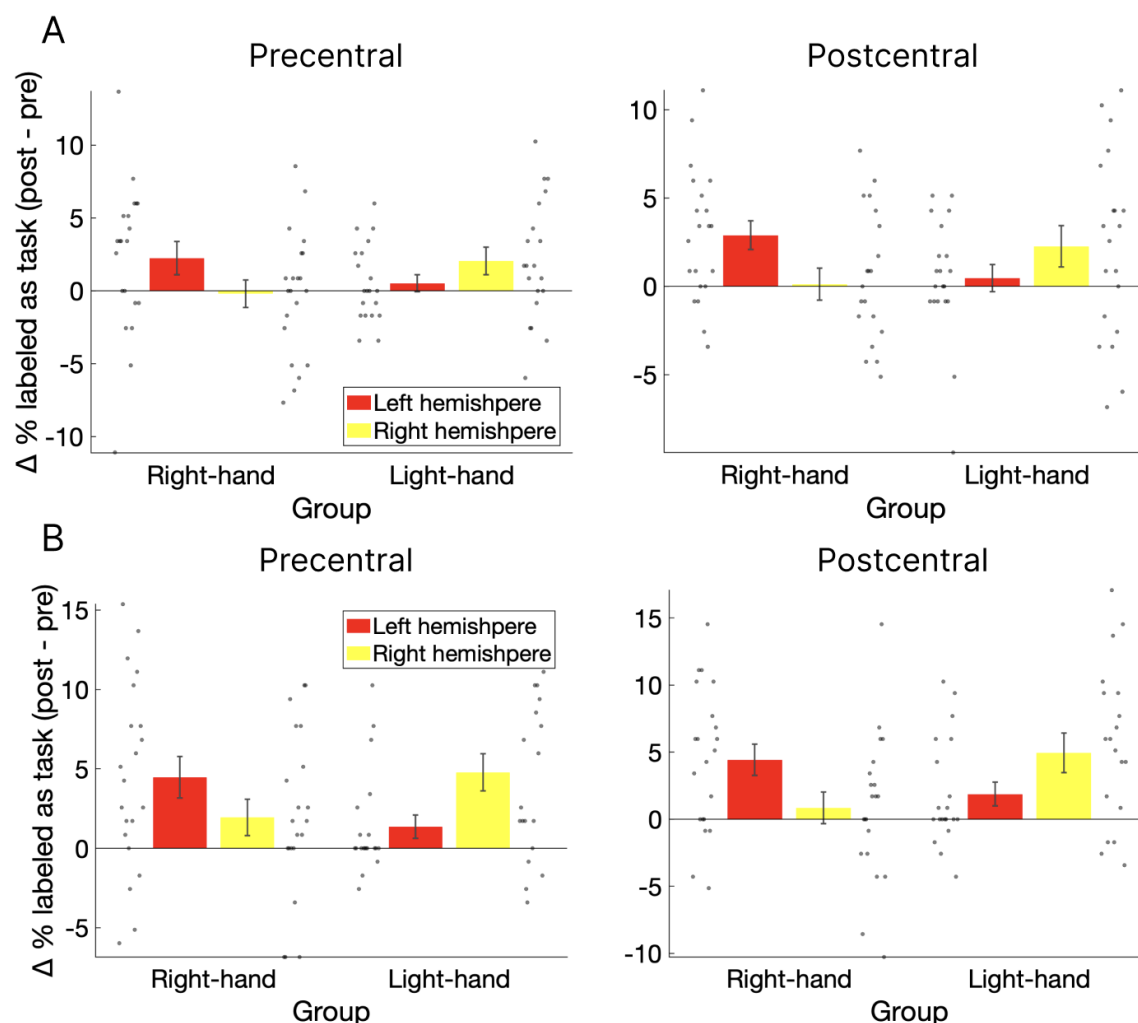 A
Precentral
Postcentral
Δ % labeled as task (post - pre)
10
5
0
-5
-10
10
5
0
-5
Left hemishpere
Right hemishpere
Right-hand
Light-hand
Right-hand
Light-hand
Group
Group
B
Precentral
Postcentral
Δ % labeled as task (post - pre)
15
10
5
0
-5
15
10
5
0
-5
-10
Left hemishpere
Right hemishpere
Right-hand
Light-hand
Right-hand
Light-hand
Group
Group